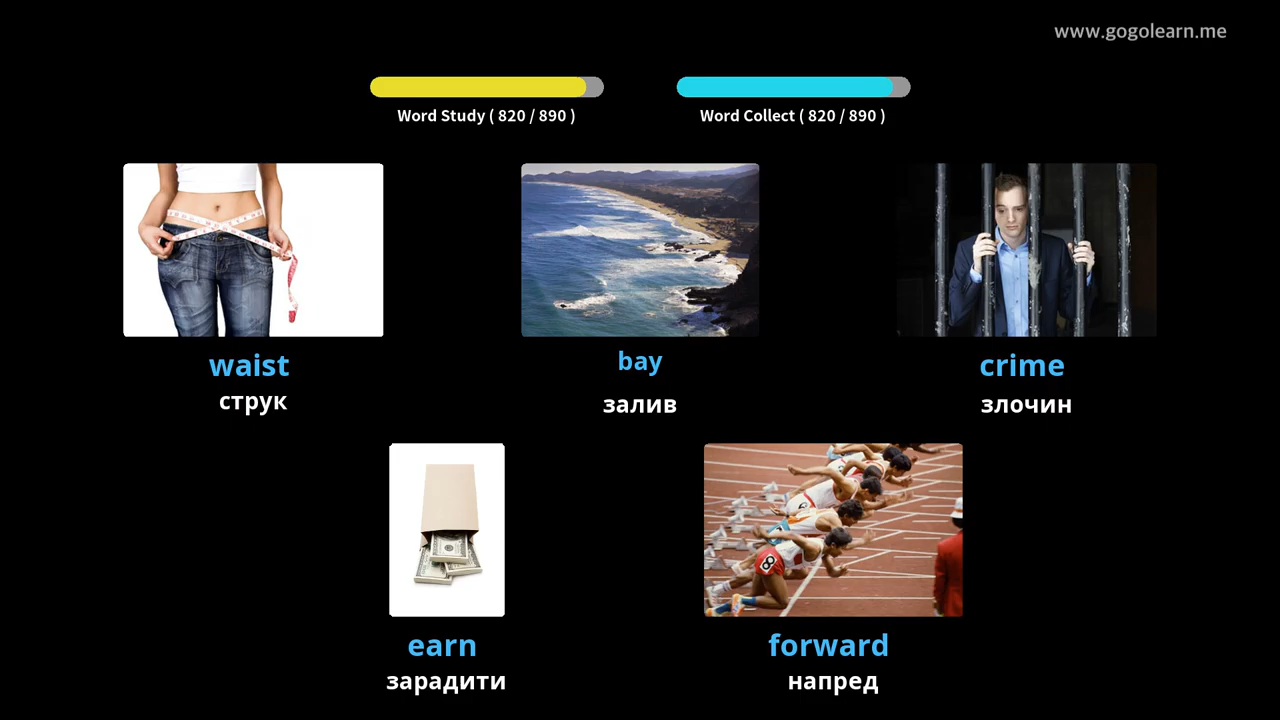 www.gogolearn.me
Word Study ( 820 / 890 )
Word Collect ( 820 / 890 )
waist
струк
bay
залив
crime
злочин
earn
зарадити
forward
напред